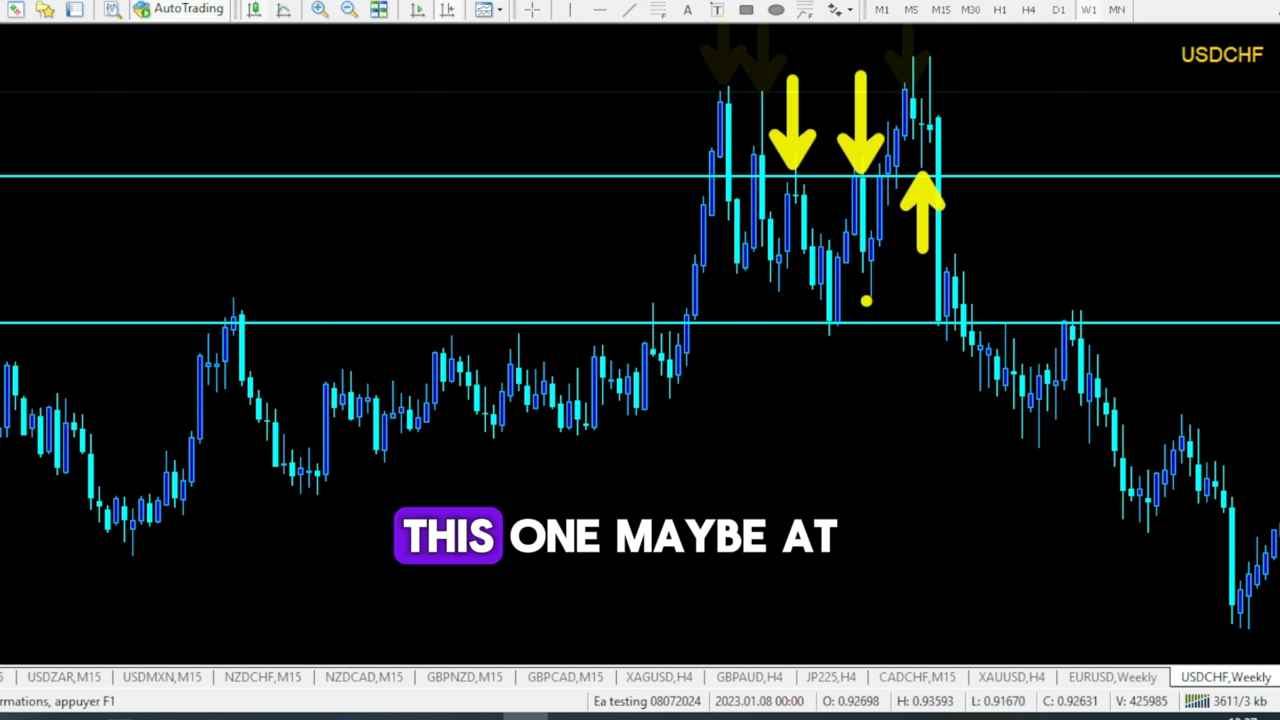 AutoTrading
A
T
M1 M5 M15 M30 H1 H4 D1 W1 MN
USDCHF
THIS ONE MAYBE AT
USDZAR,M15 USDMXN,M15 NZDCHF,M15 NZDCAD,M15 GBPNZD,M15 GBPCAD,M15 XAGUSD,H4 GBPAUD,H4 JP225,H4 CADCHF,M15 XAUUSD,H4 EURUSD,Weekly USDCHF,Weekly
rmations, appuyer F1 Ea testing 08072024 2023.01.08 00:00 O: 0.92698 H: 0.93593 L: 0.91670 C: 0.92631 V: 425985 3611/3 kb